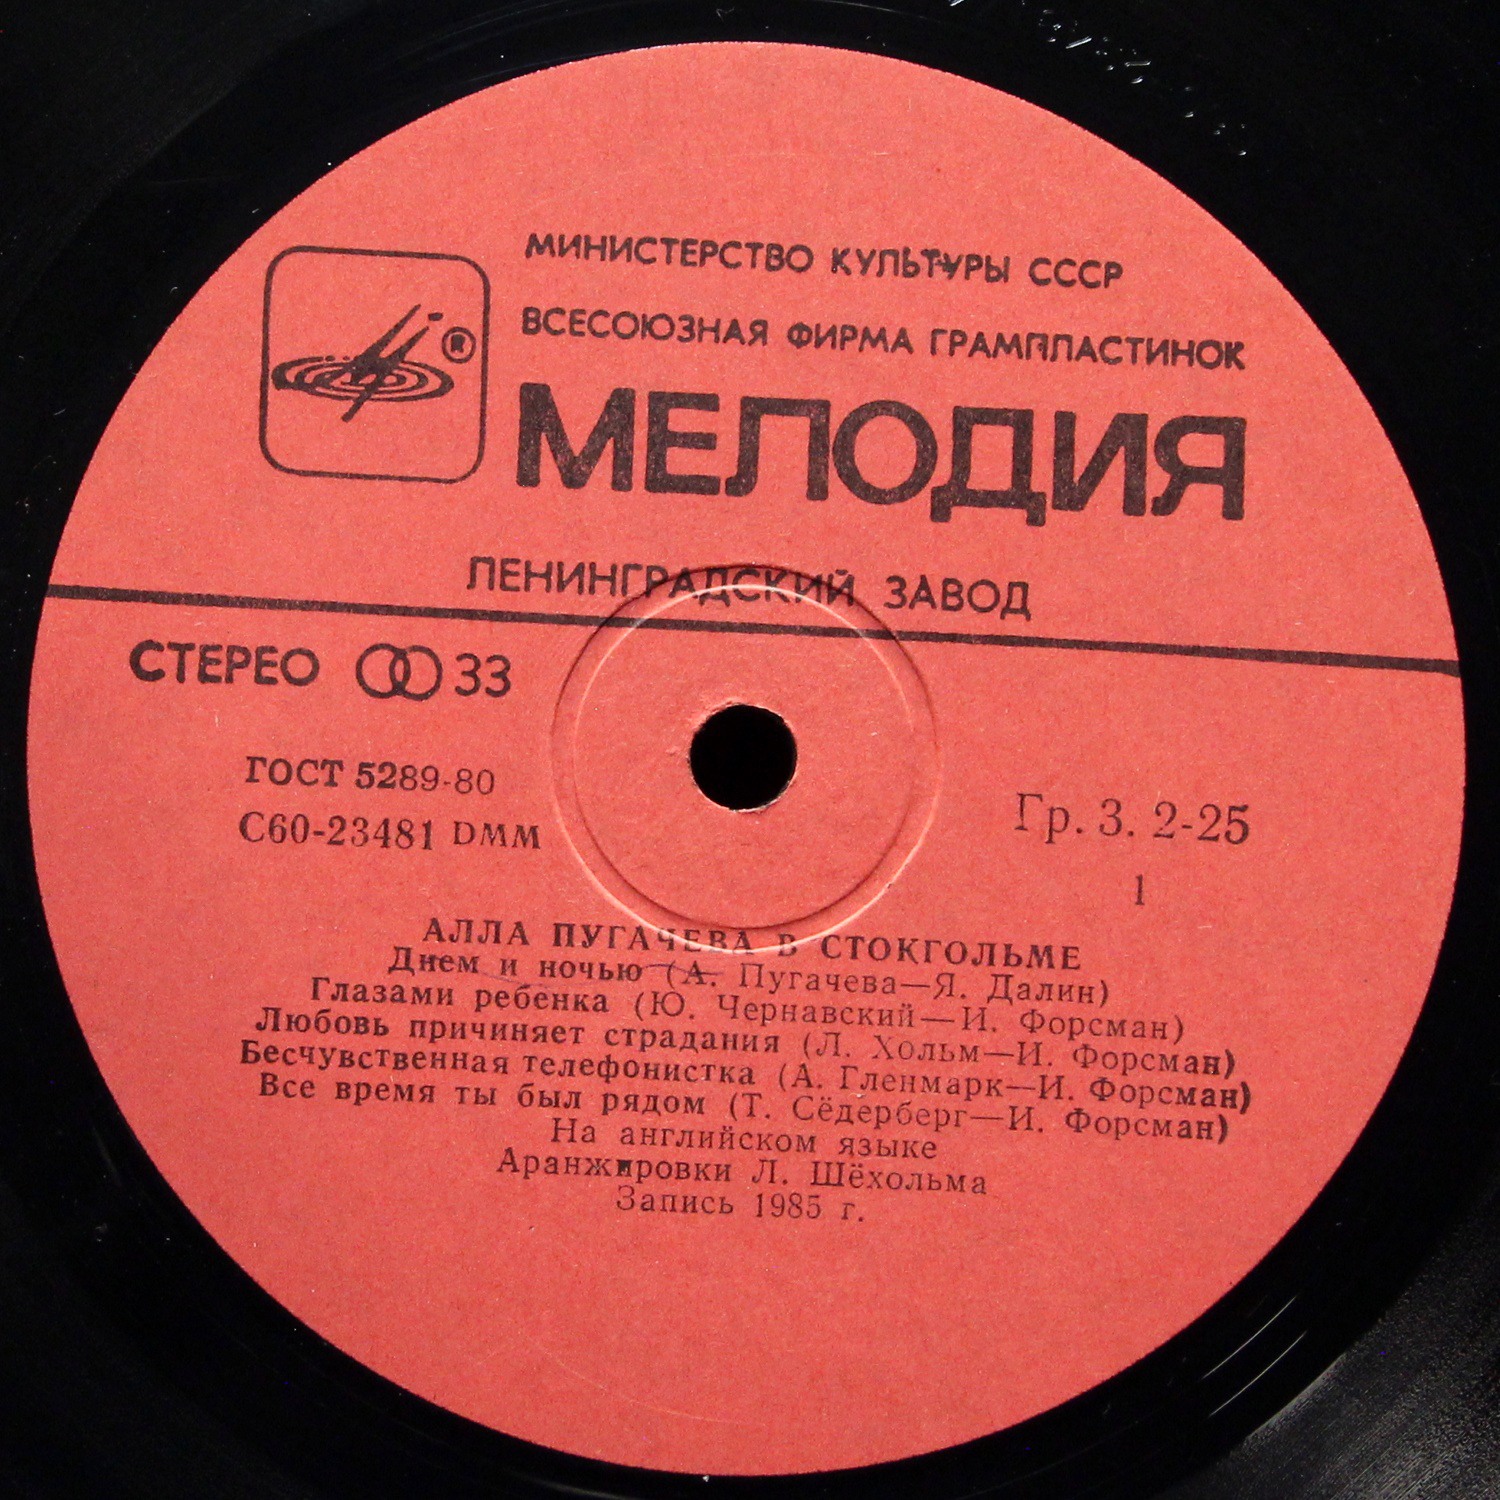 МИНИСТЕРСТВО КУЛЬТУРЫ СССР
ВСЕСОЮЗНАЯ ФИРМА ГРАМПЛАСТИНОК
®
МЕЛОДИЯ
ЛЕНИНГРАДСКИЙ ЗАВОД
СТЕРЕО 33
ГОСТ 5289-80
С60-23481 DMM
Гр. 3. 2-25
1
АЛЛА ПУГАЧЕВА В СТОКГОЛЬМЕ
Днем и ночью (А. Пугачева—Я. Далин)
Глазами ребенка (Ю. Чернавский—И. Форсман)
Любовь причиняет страдания (Л. Хольм—И. Форсман)
Бесчувственная телефонистка (А. Гленмарк—И. Форсман)
Все время ты был рядом (Т. Сёдерберг—И. Форсман)
На английском языке
Аранжировки Л. Шёхольма
Запись 1985 г.